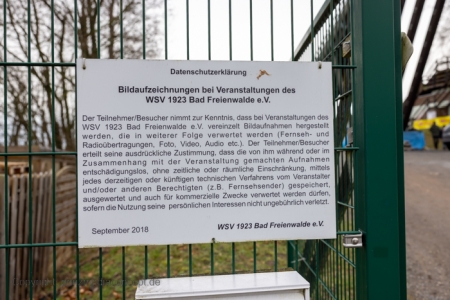 Datenschutzerklärung
Bildaufzeichnungen bei Veranstaltungen des
WSV 1923 Bad Freienwalde e.V.
Der Teilnehmer/Besucher nimmt zur Kenntnis, dass bei Veranstaltungen des
WSV 1923 Bad Freienwalde e.V. vereinzelt Bildaufnahmen hergestellt
werden, die in weiterer Folge verwertet werden (Fernseh- und
Radioübertragungen, Foto, Video, Audio etc.). Der Teilnehmer/Besucher
erteilt seine ausdrückliche Zustimmung, dass die von ihm während oder im
Zusammenhang mit der Veranstaltung gemachten Aufnahmen
entschädigungslos, ohne zeitliche oder räumliche Einschränkung, mittels
jedes derzeitigen oder künftigen technischen Verfahrens vom Veranstalter
und/oder anderen Berechtigten (z.B. Fernsehsender) gespeichert,
ausgewertet und auch für kommerzielle Zwecke verwertet werden dürfen,
sofern die Nutzung seine persönlichen Interessen nicht ungebührlich verletzt.
September 2018
WSV 1923 Bad Freienwalde e.V.